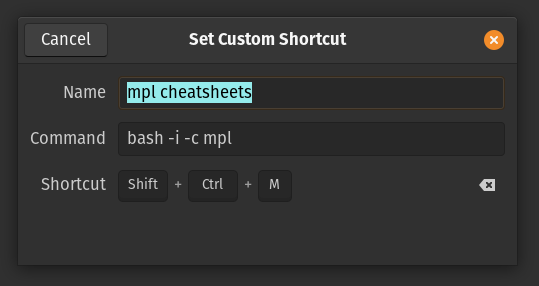 Cancel Set Custom Shortcut
Name mpl cheatsheets
Command bash -i -c mpl
Shortcut Shift + Ctrl + M